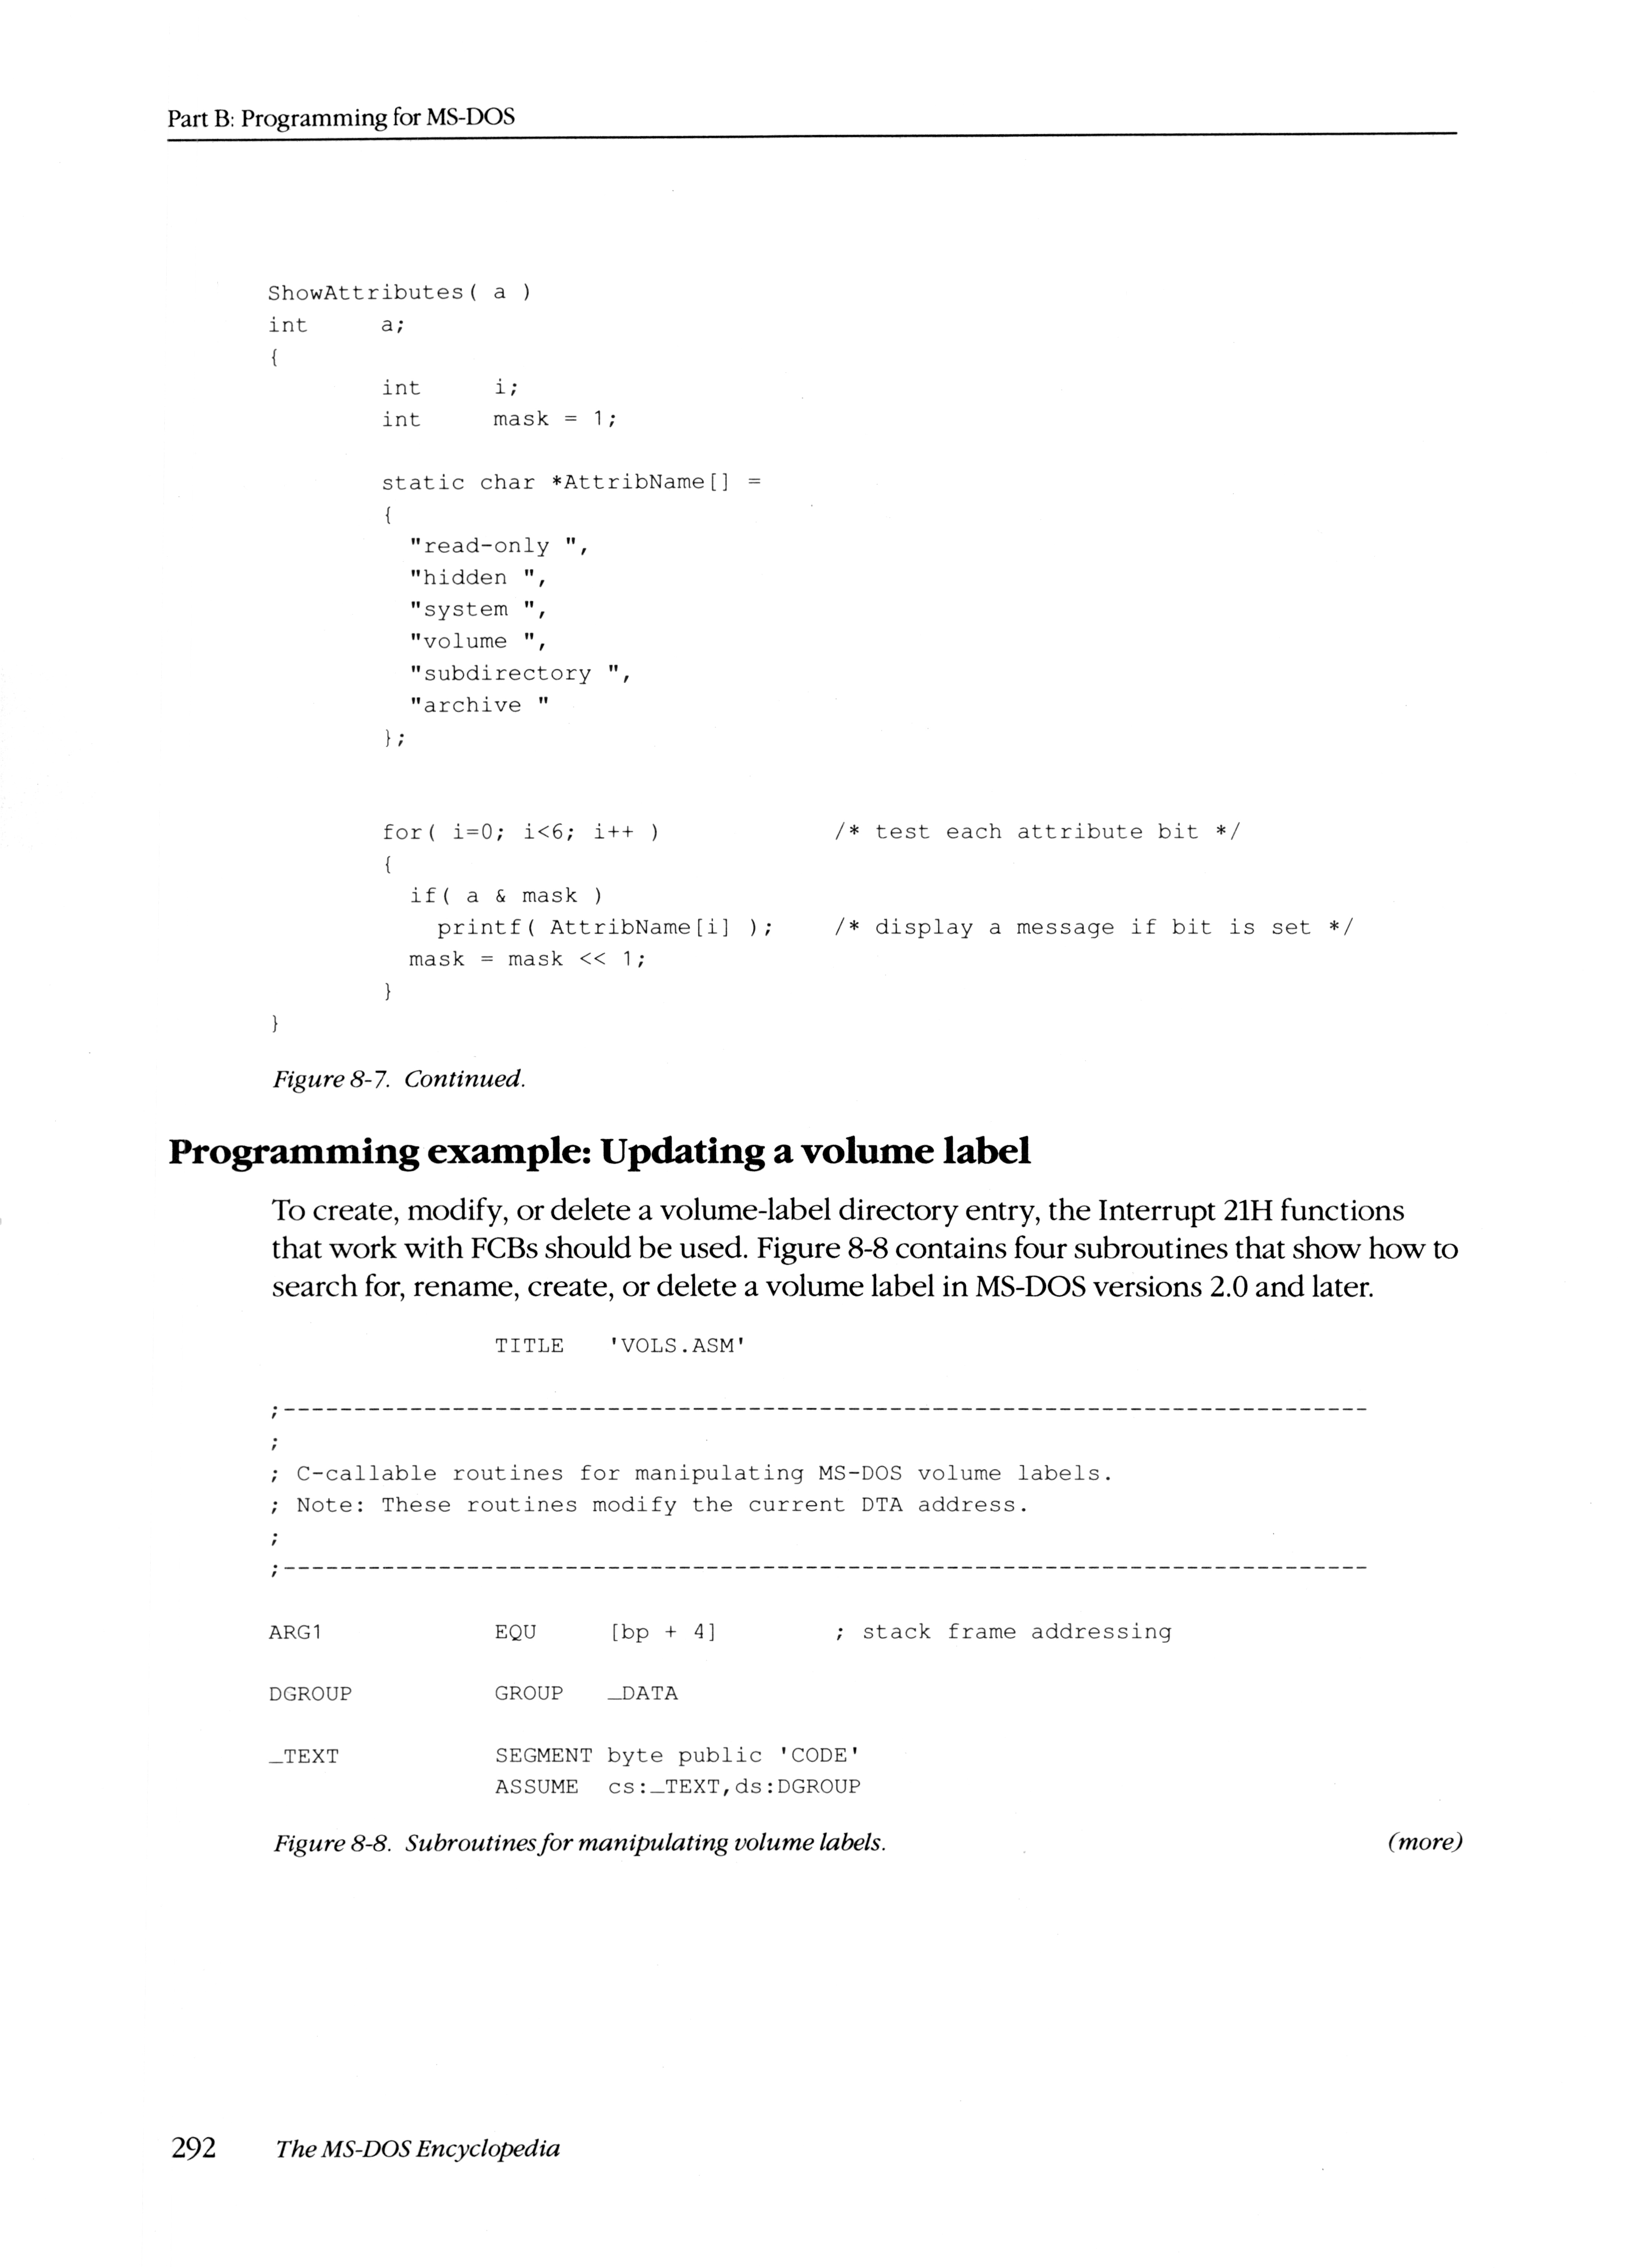 Part B: Programming for MS-DOS
ShowAttributes( a )
int     a;
{
        int     i;
        int     mask = 1;
        static char *AttribName[] =
        {
          "read-only ",
          "hidden ",
          "system ",
          "volume ",
          "subdirectory ",
          "archive "
        };
        for( i=0; i<6; i++ )            /* test each attribute bit */
        {
          if( a & mask )
            printf( AttribName[i] );    /* display a message if bit is set */
          mask = mask << 1;
        }
}
Figure 8-7. Continued.
Programming example: Updating a volume label
To create, modify, or delete a volume-label directory entry, the Interrupt 21H functions
that work with FCBs should be used. Figure 8-8 contains four subroutines that show how to
search for, rename, create, or delete a volume label in MS-DOS versions 2.0 and later.
                TITLE   'VOLS.ASM'
;-----------------------------------------------------------------------------
;
; C-callable routines for manipulating MS-DOS volume labels.
; Note: These routines modify the current DTA address.
;
;-----------------------------------------------------------------------------
ARG1            EQU     [bp + 4]        ; stack frame addressing
DGROUP          GROUP   _DATA
_TEXT           SEGMENT byte public 'CODE'
                ASSUME  cs:_TEXT,ds:DGROUP
Figure 8-8. Subroutines for manipulating volume labels. (more)
292 The MS-DOS Encyclopedia